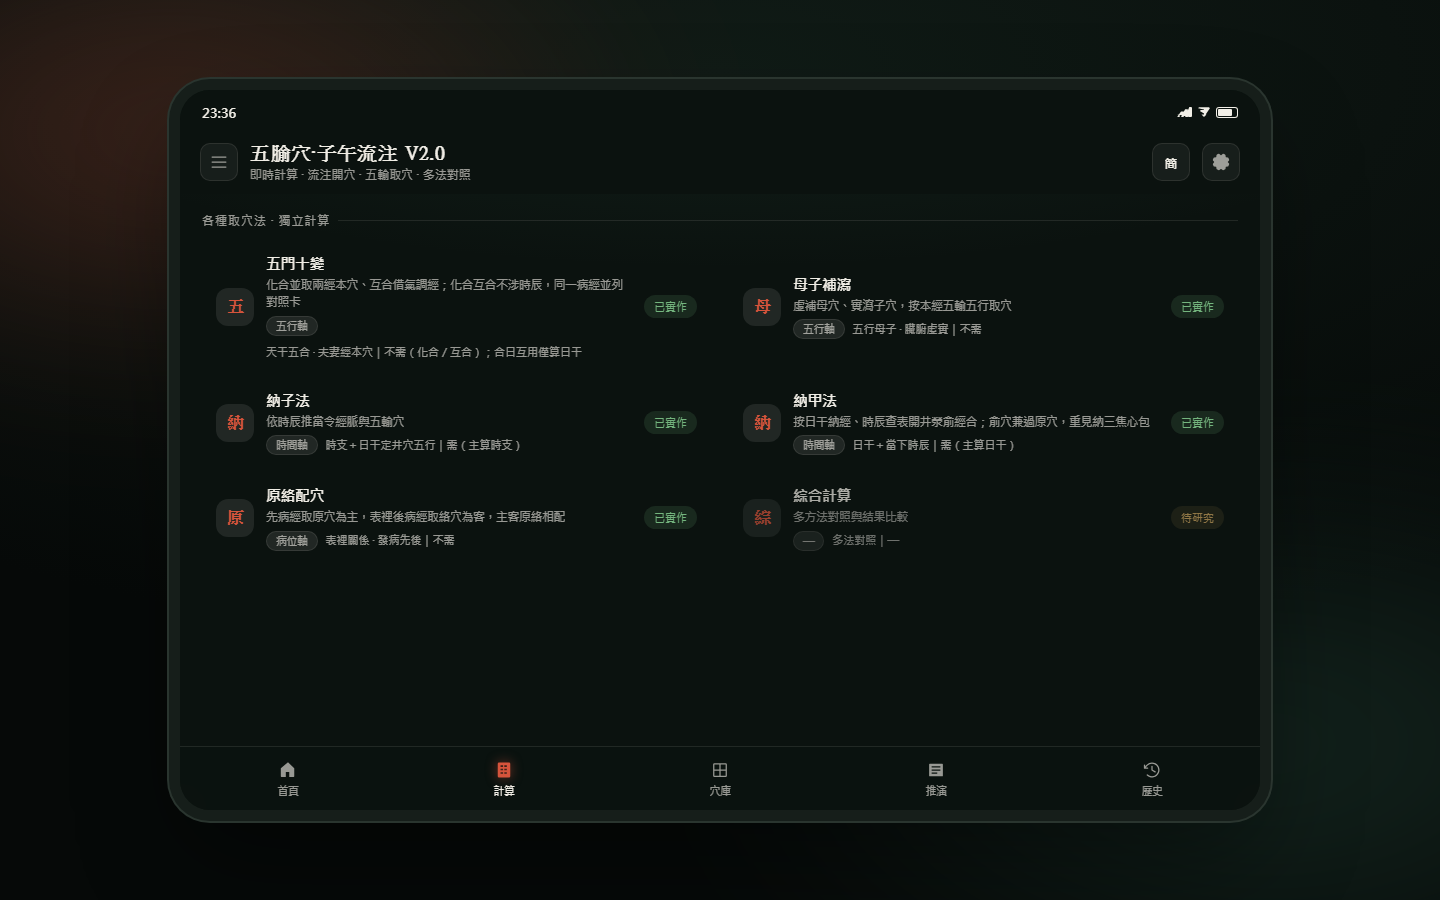 23:36
五腧穴·子午流注 V2.0
即時計算 · 流注開穴 · 五輸取穴 · 多法對照
簡
各種取穴法 · 獨立計算
五
五門十變
化合並取兩經本穴、互合借氣調經；化合互合不涉時辰，同一病經並列
對照卡
五行軸
天干五合 · 夫妻經本穴 | 不需（化合 / 互合）；合日互用僅算日干
已實作
母
母子補瀉
虛補母穴、實瀉子穴，按本經五輸五行取穴
五行軸 五行母子 · 臟腑虛實 | 不需
已實作
納
納子法
依時辰推當令經脈與五輸穴
時間軸 時支 + 日干定井穴五行 | 需（主算時支）
已實作
納
納甲法
按日干納經、時辰查表開井滎俞經合；俞穴兼過原穴，重見納三焦心包
時間軸 日干 + 當下時辰 | 需（主算日干）
已實作
原
原絡配穴
先病經取原穴為主，表裡後病經取絡穴為客，主客原絡相配
病位軸 表裡關係 · 發病先後 | 不需
已實作
綜
綜合計算
多方法對照與結果比較
— 多法對照 | —
待研究
首頁
計算
穴庫
推演
歷史